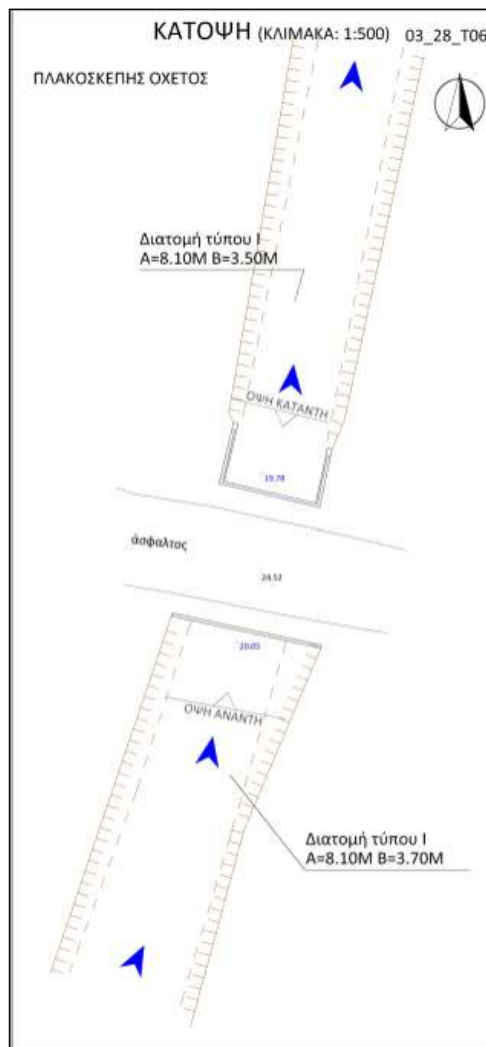 ΚΑΤΟΨΗ (ΚΛΙΜΑΚΑ: 1:500) 03_28_T06
ΠΛΑΚΟΣΚΕΠΗΣ ΟΧΕΤΟΣ
Διατομή τύπου Ι
Α=8.10Μ Β=3.50Μ
ΟΨΗ ΚΑΤΑΝΤΗ
19.78
άσφαλτος
24.52
20.05
ΟΨΗ ΑΝΑΝΤΗ
Διατομή τύπου Ι
Α=8.10Μ Β=3.70Μ